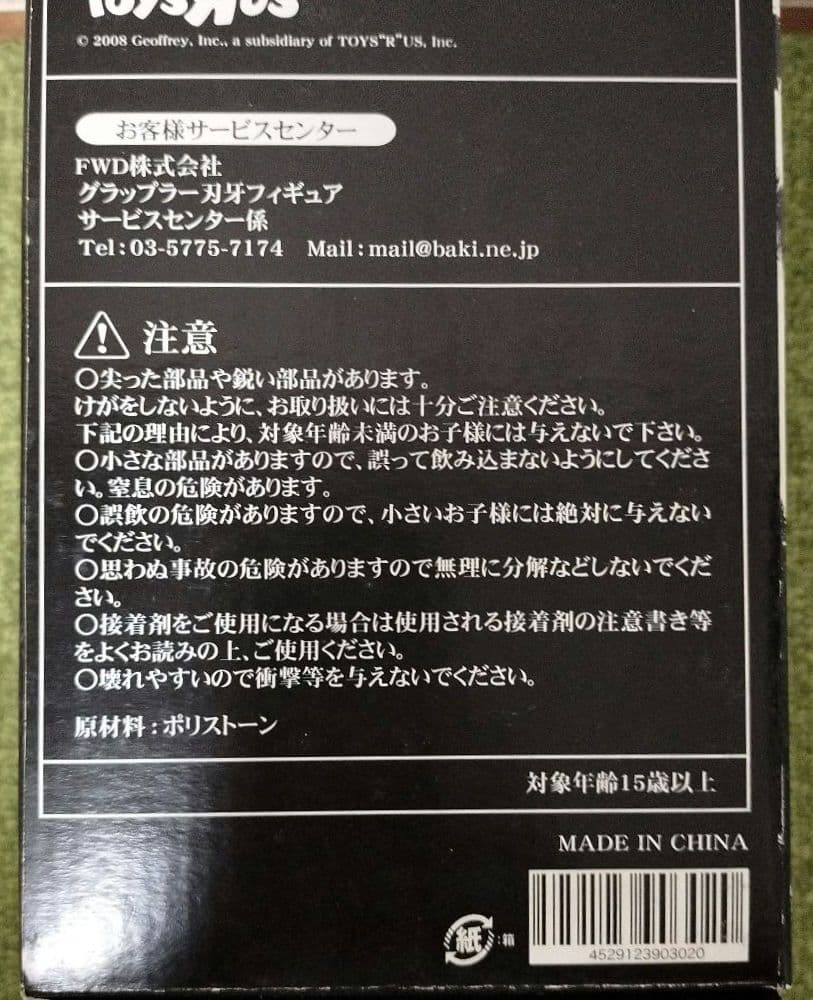 TOYSЯUS
© 2008 Geoffrey, Inc., a subsidiary of TOYS"R"US, Inc.
お客様サービスセンター
FWD株式会社
グラップラー刃牙フィギュア
サービスセンター係
Tel:03-5775-7174 Mail:mail@baki.ne.jp
注意
○尖った部品や鋭い部品があります。
けがをしないように、お取り扱いには十分ご注意ください。
下記の理由により、対象年齢未満のお子様には与えないで下さい。
○小さな部品がありますので、誤って飲み込まないようにしてくださ
い。窒息の危険があります。
○誤飲の危険がありますので、小さいお子様には絶対に与えない
でください。
○思わぬ事故の危険がありますので無理に分解などしないでくだ
さい。
○接着剤をご使用になる場合は使用される接着剤の注意書き等
をよくお読みの上、ご使用ください。
○壊れやすいので衝撃等を与えないでください。
原材料:ポリストーン
対象年齢15歳以上
MADE IN CHINA
紙:箱
4529123903020